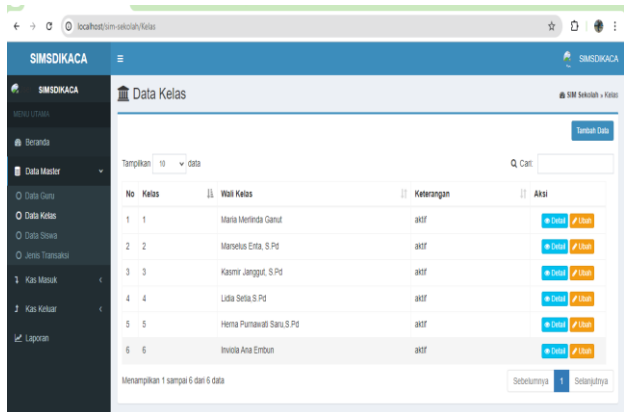 localhost/sim-sekolah/Kelas
SIMSDIKACA
SIMSDIKACA
SIMSDIKACA
MENU UTAMA
Beranda
Data Master
Data Guru
Data Kelas
Data Siswa
Jenis Transaksi
Kas Masuk
Kas Keluar
Laporan
Data Kelas
SIM Sekolah > Kelas
Tambah Data
Tampilkan 10 data
Cari:
No Kelas Wali Kelas Keterangan Aksi
1 1 Maria Merlinda Ganut aktif Detail Ubah
2 2 Marselus Enta, S.Pd aktif Detail Ubah
3 3 Kasmir Janggut, S.Pd aktif Detail Ubah
4 4 Lidia Setia,S.Pd aktif Detail Ubah
5 5 Herna Purnawati Saru,S.Pd aktif Detail Ubah
6 6 Inviola Ana Embun aktif Detail Ubah
Menampilkan 1 sampai 6 dari 6 data
Sebelumnya 1 Selanjutnya